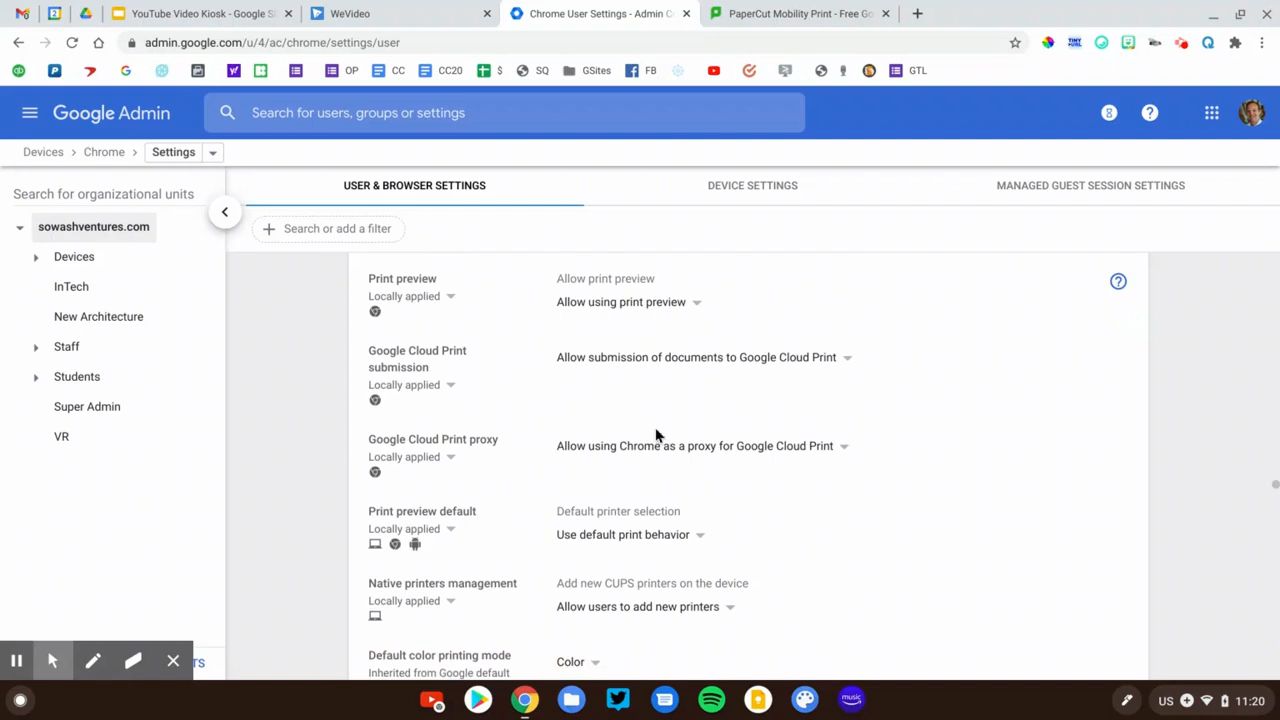 YouTube Video Kiosk - Google Sl
WeVideo
Chrome User Settings - Admin C
PaperCut Mobility Print - Free Go
admin.google.com/u/4/ac/chrome/settings/user
OP
CC
CC20
$
SQ
GSites
FB
GTL
Google Admin
Search for users, groups or settings
Devices
Chrome
Settings
Search for organizational units
USER & BROWSER SETTINGS
DEVICE SETTINGS
MANAGED GUEST SESSION SETTINGS
sowashventures.com
Search or add a filter
Devices
InTech
New Architecture
Staff
Students
Super Admin
VR
Print preview
Locally applied
Allow print preview
Allow using print preview
Google Cloud Print
submission
Locally applied
Allow submission of documents to Google Cloud Print
Google Cloud Print proxy
Locally applied
Allow using Chrome as a proxy for Google Cloud Print
Print preview default
Locally applied
Default printer selection
Use default print behavior
Native printers management
Locally applied
Add new CUPS printers on the device
Allow users to add new printers
Default color printing mode
Inherited from Google default
Color
TS
music
US
11:20